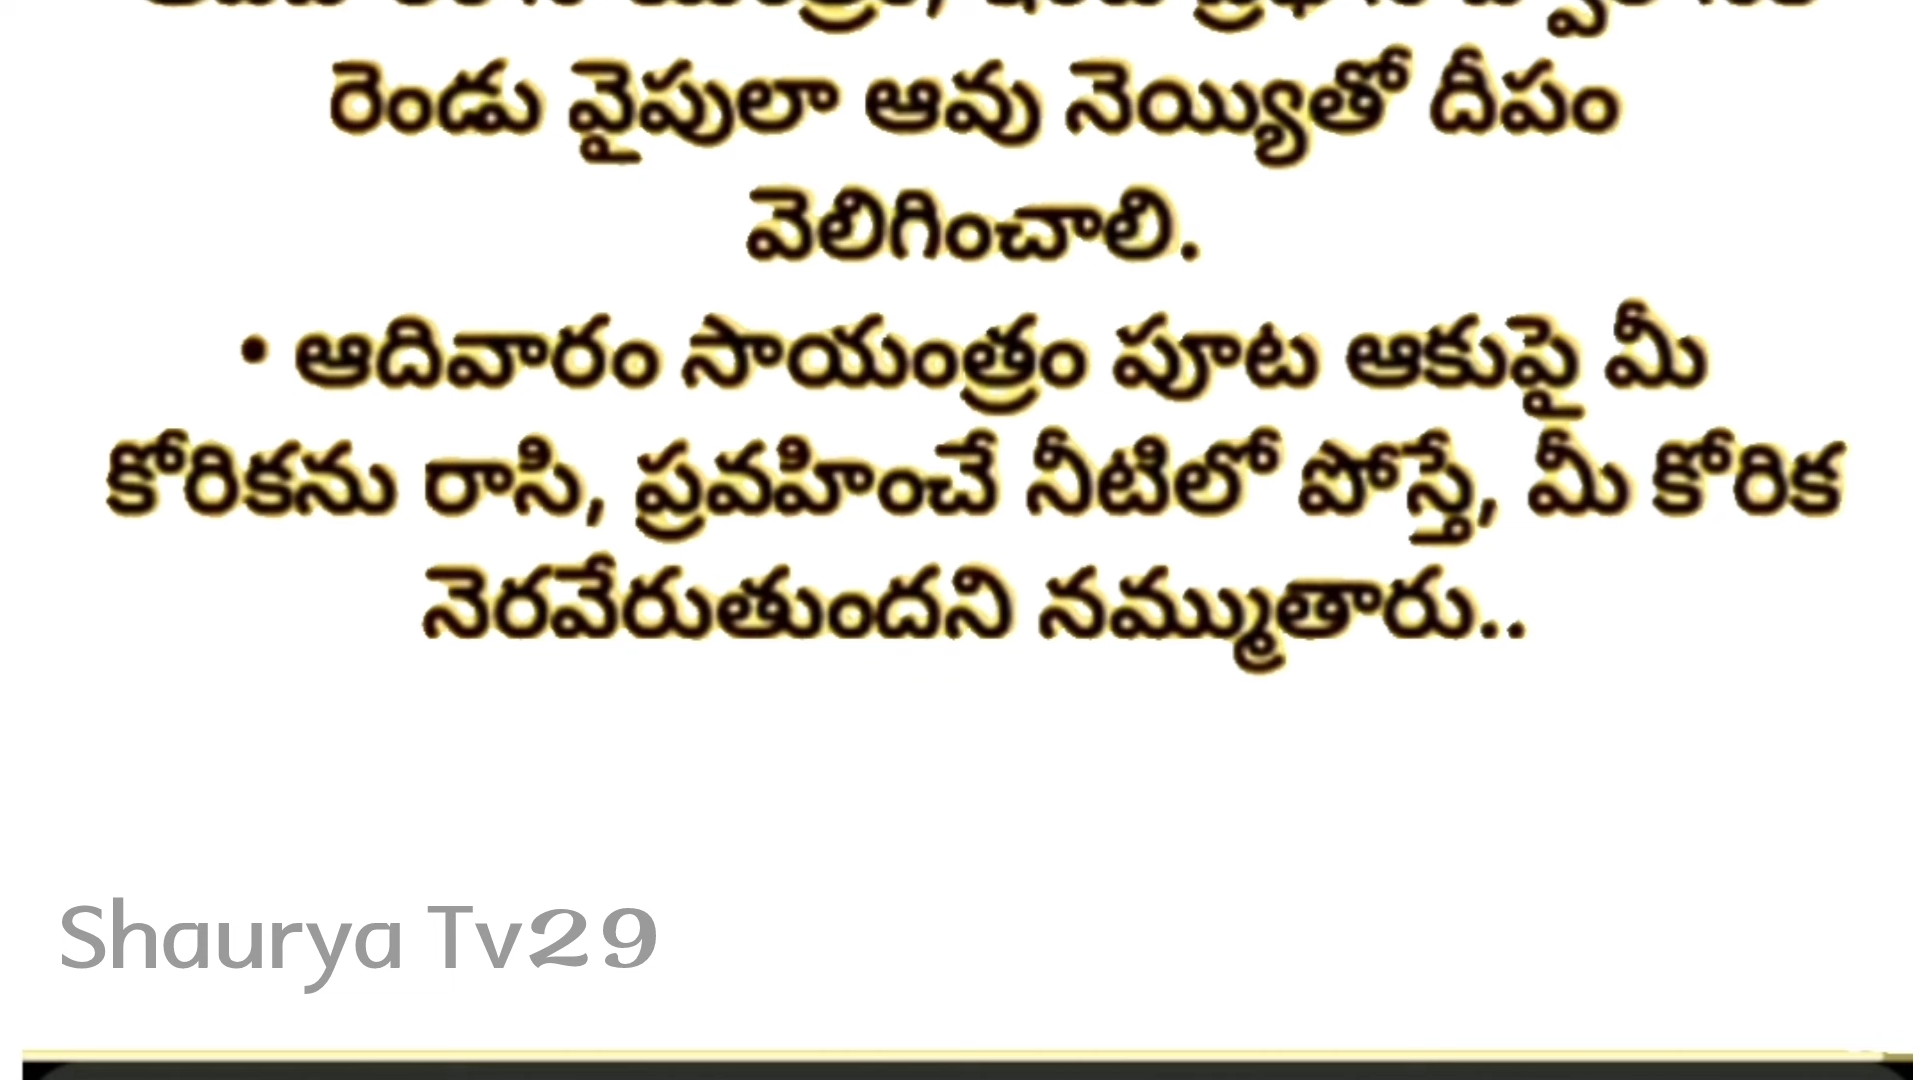 రెండు వైపులా ఆవు నెయ్యితో దీపం
వెలిగించాలి.
• ఆదివారం సాయంత్రం పూట ఆకుపై మీ
కోరికను రాసి, ప్రవహించే నీటిలో పోస్తే, మీ కోరిక
నెరవేరుతుందని నమ్ముతారు..
Shaurya Tv29